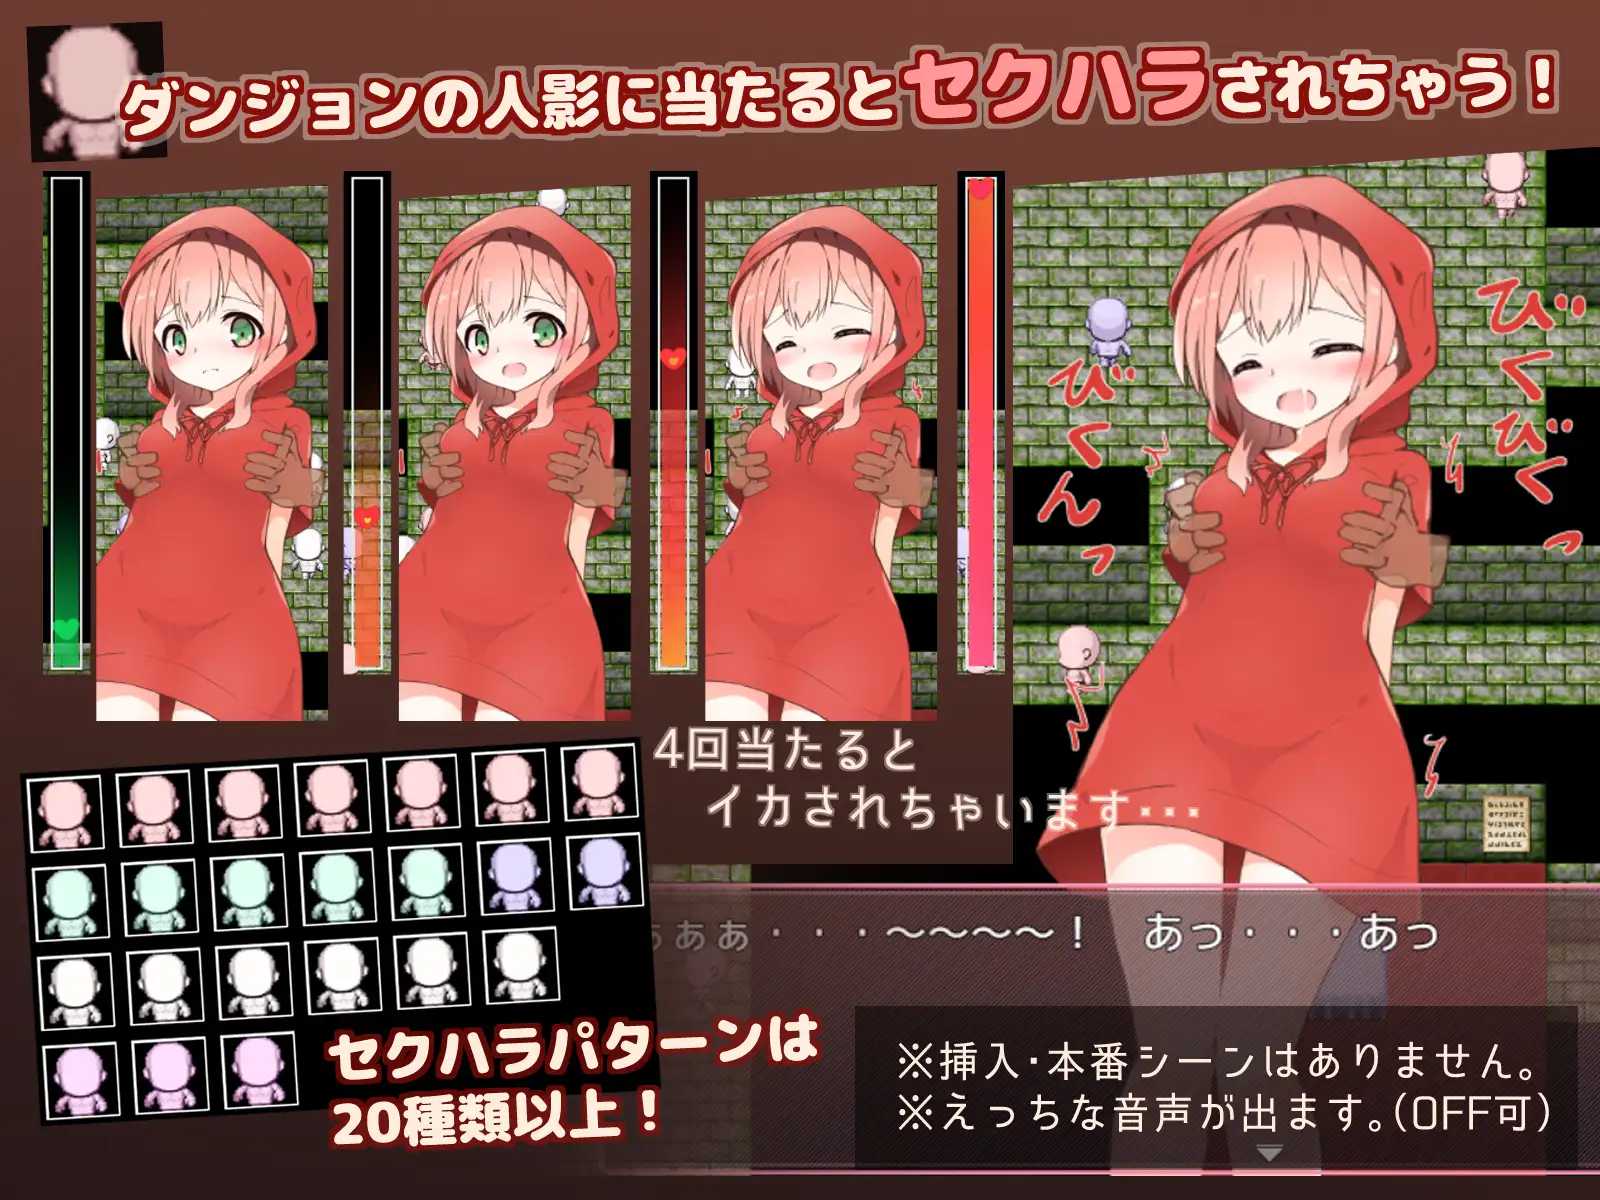 ダンジョンの人影に当たるとセクハラされちゃう！
びくっ
びくんっ
びくっ
4回当たると
イカされちゃいます・・・
ぁぁ・・・～～～～！　あっ・・・あっ
セクハラパターンは
20種類以上！
※挿入・本番シーンはありません。
※えっちな音声が出ます。(OFF可)